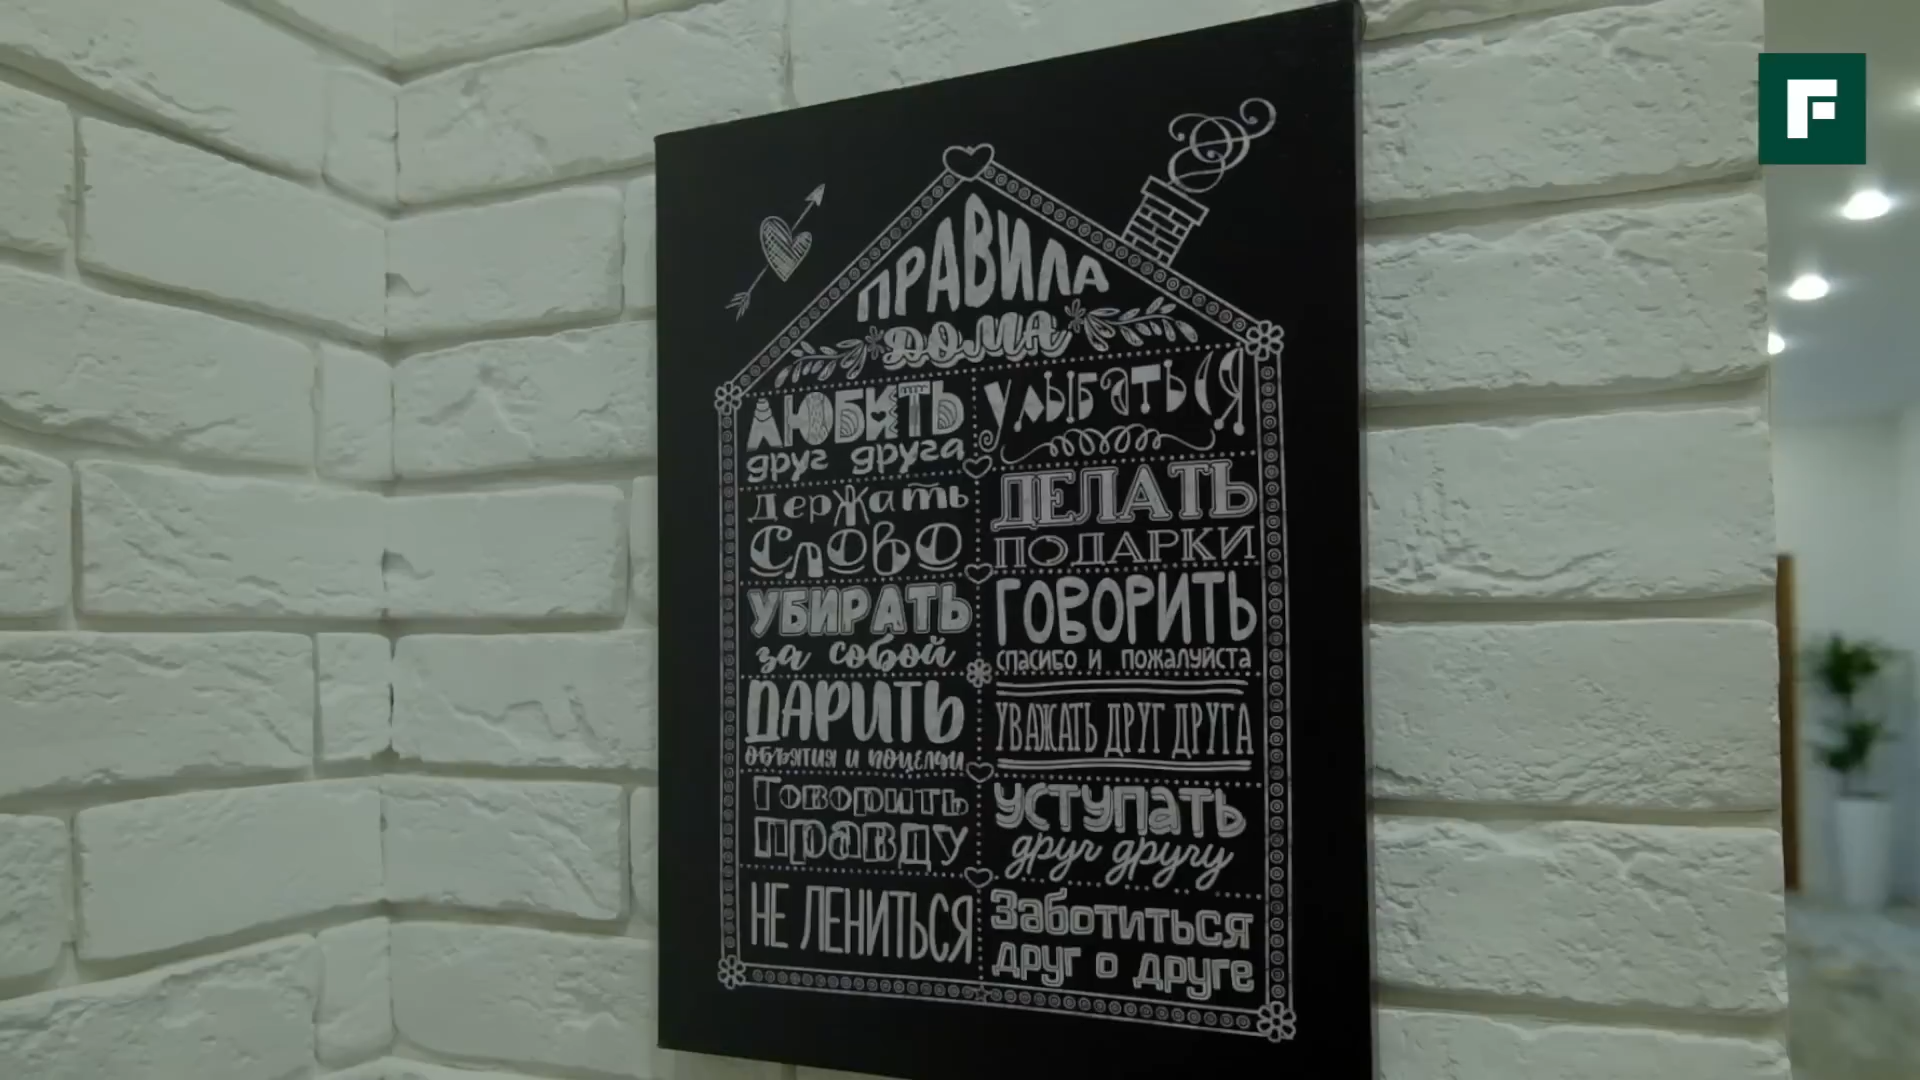 ПРАВИЛА
дома
ЛЮБИТЬ
друг друга
улыбаться
держать
слово
ДЕЛАТЬ
ПОДАРКИ
УБИРАТЬ
за собой
ГОВОРИТЬ
спасибо и пожалуйста
ДАРИТЬ
объятия и поцелуи
УВАЖАТЬ ДРУГ ДРУГА
Говорить
правду
уступать
друг другу
НЕ ЛЕНИТЬСЯ
Заботиться
друг о друге
F